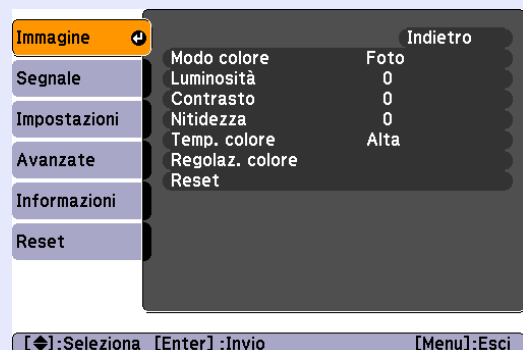 Immagine
Segnale
Impostazioni
Avanzate
Informazioni
Reset
Indietro
Modo colore Foto
Luminosità 0
Contrasto 0
Nitidezza 0
Temp. colore Alta
Regolaz. colore
Reset
[◆]:Seleziona [Enter] :Invio [Menu]:Esci